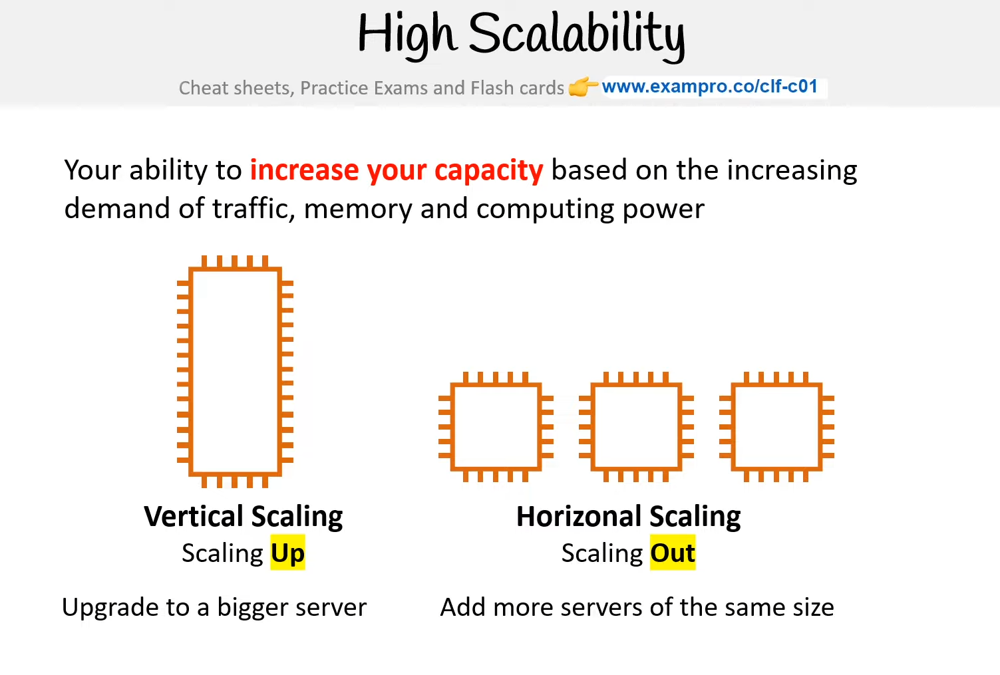 High Scalability
Cheat sheets, Practice Exams and Flash cards 👉 www.exampro.co/clf-c01
Your ability to increase your capacity based on the increasing
demand of traffic, memory and computing power
Vertical Scaling
Scaling Up
Upgrade to a bigger server
Horizonal Scaling
Scaling Out
Add more servers of the same size